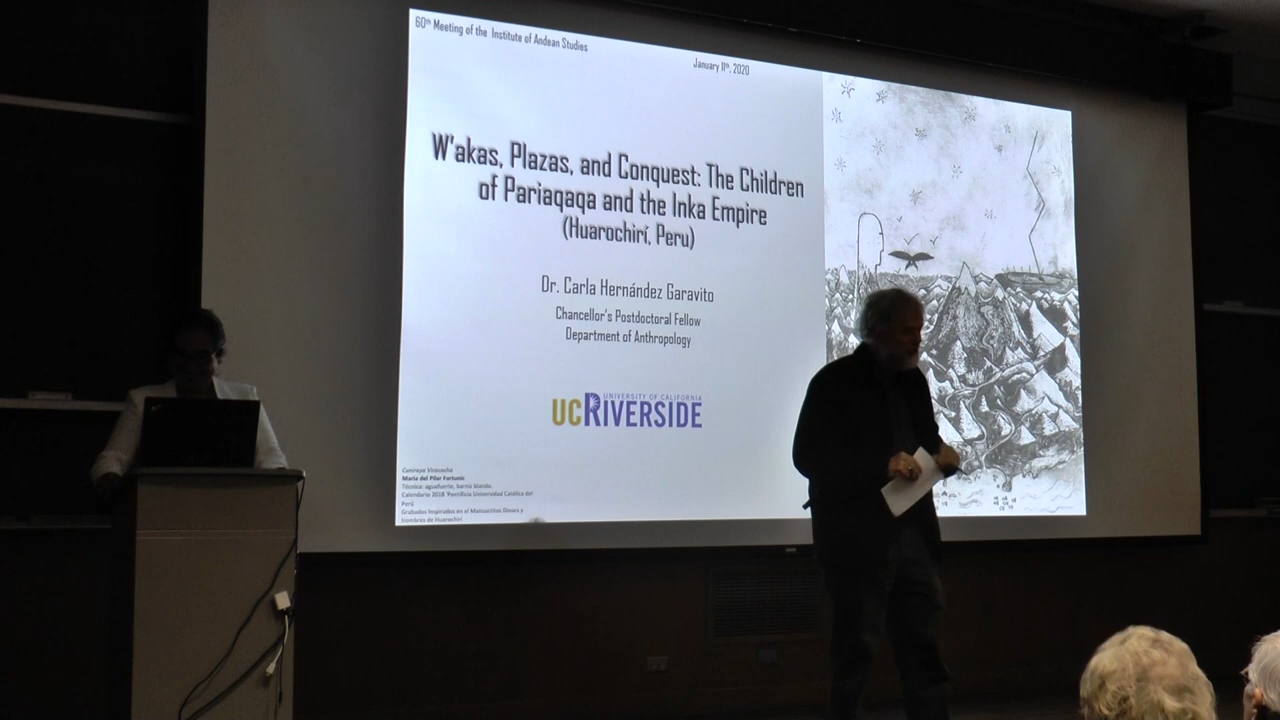 60th Meeting of the Institute of Andean Studies
January 11th, 2020
W'akas, Plazas, and Conquest: The Children
of Pariaqaqa and the Inka Empire
(Huarochirí, Peru)
Dr. Carla Hernández Garavito
Chancellor's Postdoctoral Fellow
Department of Anthropology
UNIVERSITY OF CALIFORNIA
UCRIVERSIDE
Cuniraya Viracocha
María del Pilar Fortunic
Técnica: aguafuerte, barniz blando.
Calendario 2018 'Pontificia Universidad Católica del
Perú
Grabados Inspirados en el Manuscritos Dioses y
Hombres de Huarochirí